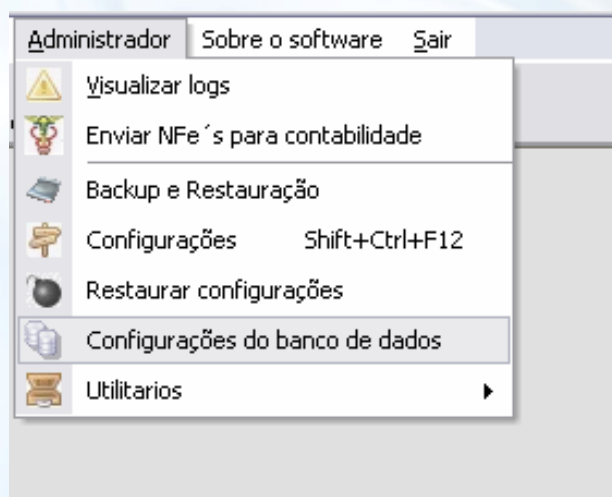 Administrador Sobre o software Sair
Visualizar logs
Enviar NFe´s para contabilidade
Backup e Restauração
Configurações Shift+Ctrl+F12
Restaurar configurações
Configurações do banco de dados
Utilitarios